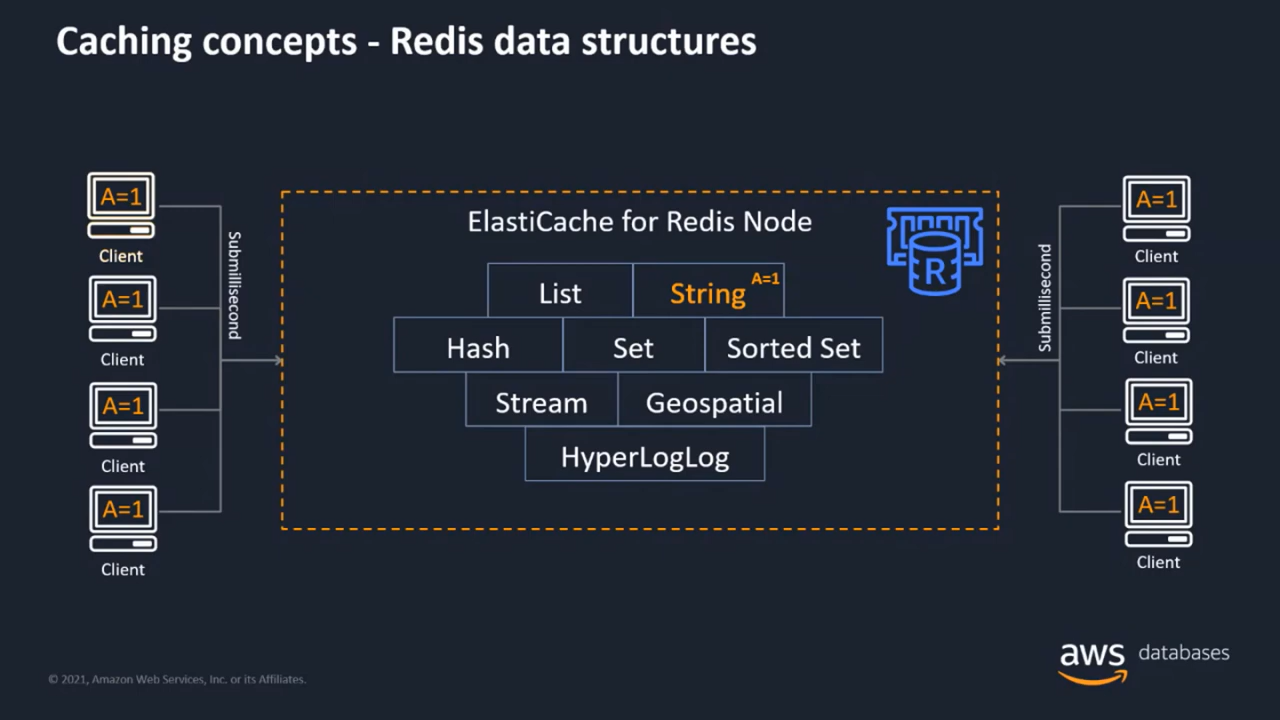 Caching concepts - Redis data structures
A=1
Client
A=1
Client
A=1
Client
A=1
Client
Submillisecond
ElastiCache for Redis Node
R
List
String A=1
Hash
Set
Sorted Set
Stream
Geospatial
HyperLogLog
Submillisecond
A=1
Client
A=1
Client
A=1
Client
A=1
Client
© 2021, Amazon Web Services, Inc. or its Affiliates.
aws databases